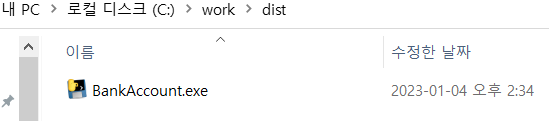 내 PC > 로컬 디스크 (C:) > work > dist
이름 수정한 날짜
BankAccount.exe 2023-01-04 오후 2:34